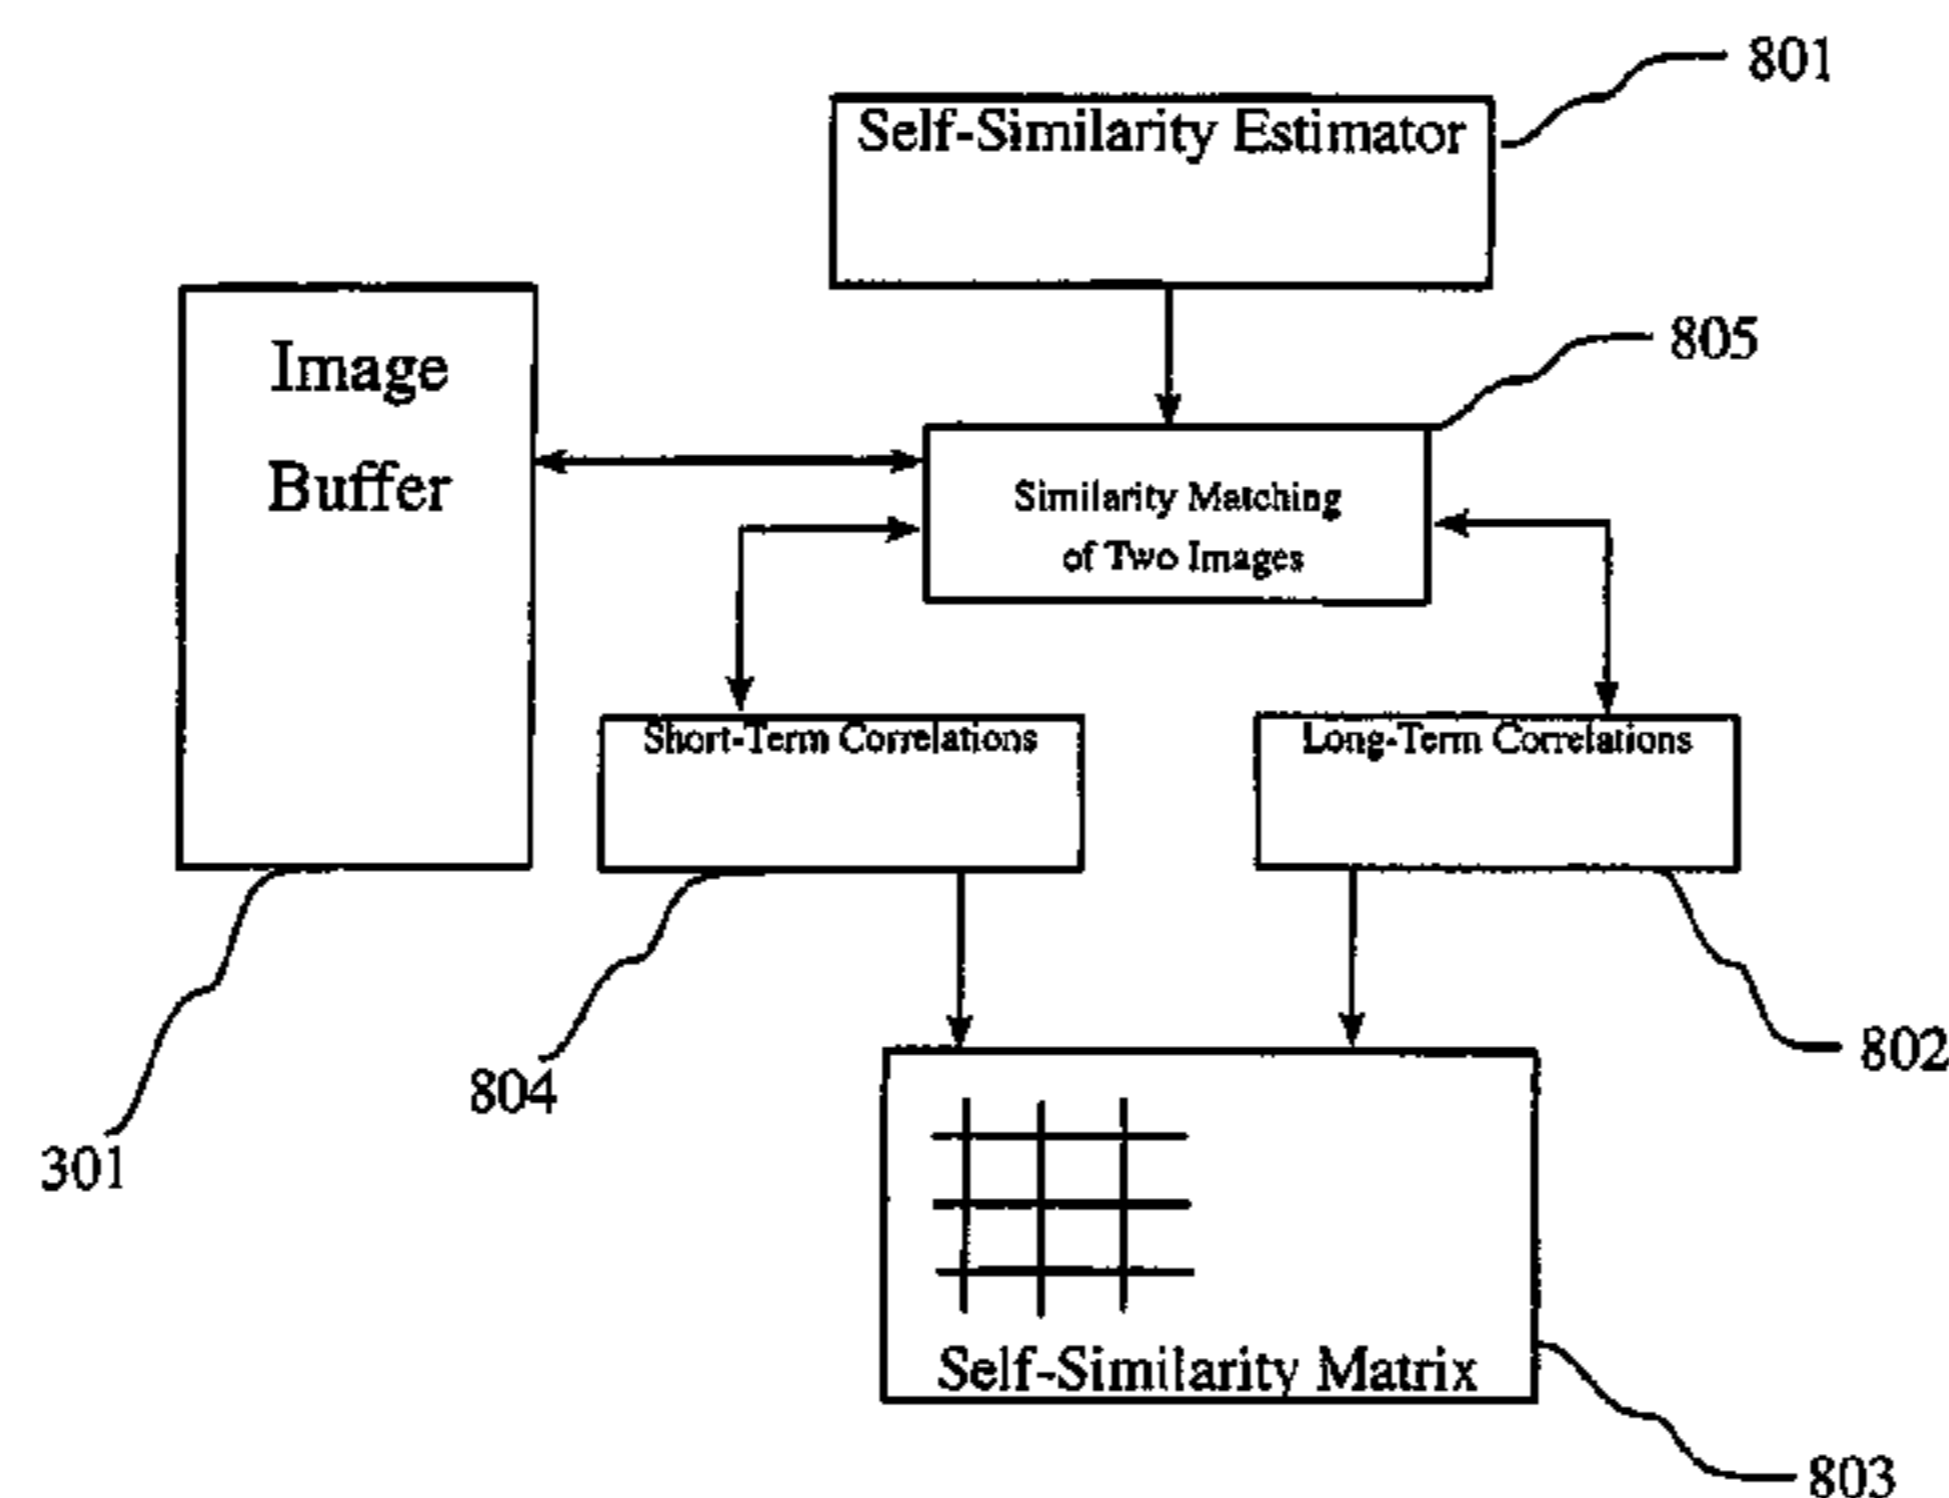 801
Self-Similarity Estimator
805
Image
Buffer
Similarity Matching
of Two Images
Short-Term Correlations
Long-Term Correlations
802
804
301
Self-Similarity Matrix
803